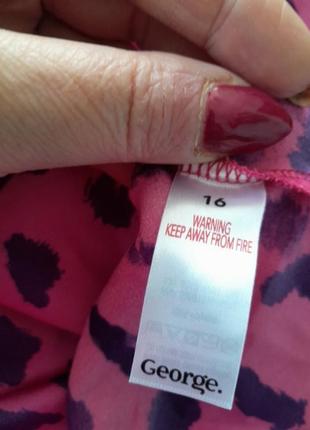 16
WARNING
KEEP AWAY FROM FIRE
George.